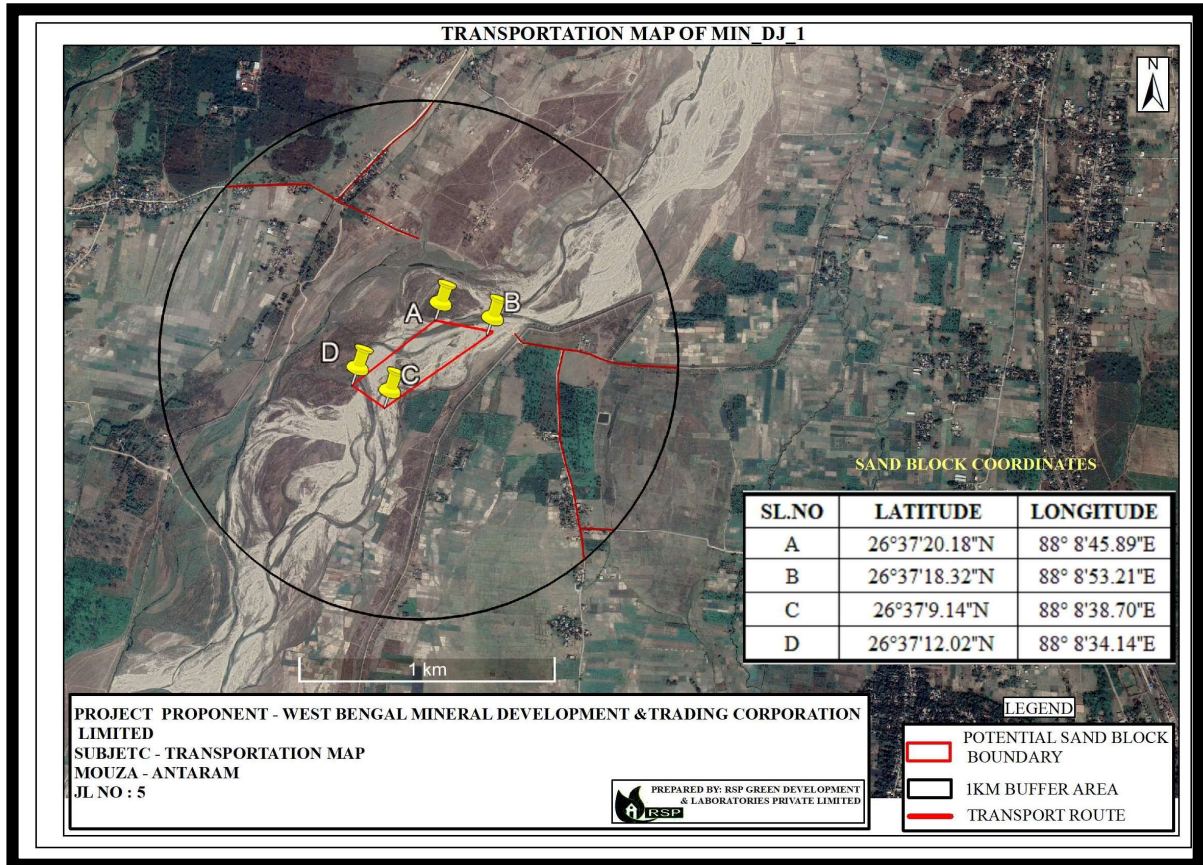 TRANSPORTATION MAP OF MIN_DJ_1
N
A
B
D
C
SAND BLOCK COORDINATES
SL.NO LATITUDE LONGITUDE
A 26°37'20.18"N 88° 8'45.89"E
B 26°37'18.32"N 88° 8'53.21"E
C 26°37'9.14"N 88° 8'38.70"E
D 26°37'12.02"N 88° 8'34.14"E
1 km
PROJECT PROPONENT - WEST BENGAL MINERAL DEVELOPMENT &TRADING CORPORATION
LIMITED
SUBJETC - TRANSPORTATION MAP
MOUZA - ANTARAM
JL NO : 5
RSP
PREPARED BY: RSP GREEN DEVELOPMENT
& LABORATORIES PRIVATE LIMITED
LEGEND
POTENTIAL SAND BLOCK
BOUNDARY
1KM BUFFER AREA
TRANSPORT ROUTE